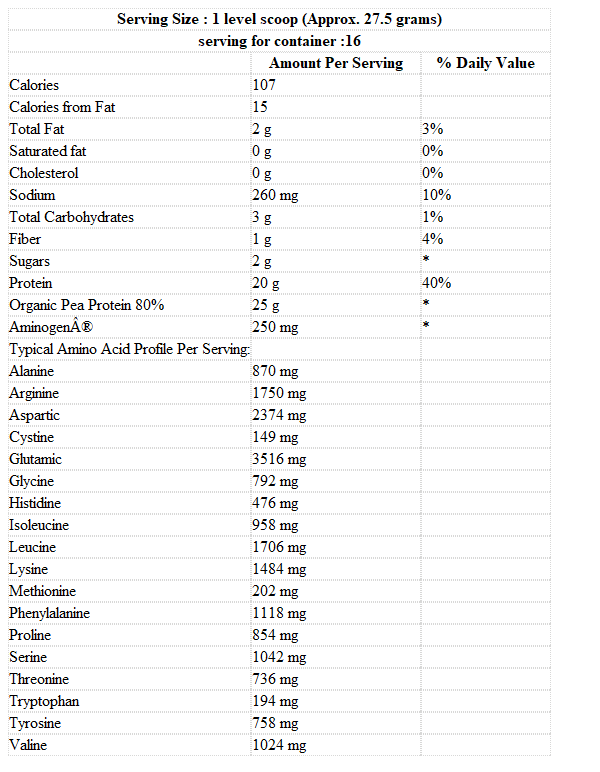 Serving Size : 1 level scoop (Approx. 27.5 grams)
serving for container :16
Amount Per Serving % Daily Value
Calories 107
Calories from Fat 15
Total Fat 2 g 3%
Saturated fat 0 g 0%
Cholesterol 0 g 0%
Sodium 260 mg 10%
Total Carbohydrates 3 g 1%
Fiber 1 g 4%
Sugars 2 g *
Protein 20 g 40%
Organic Pea Protein 80% 25 g *
AminogenÂ® 250 mg *
Typical Amino Acid Profile Per Serving:
Alanine 870 mg
Arginine 1750 mg
Aspartic 2374 mg
Cystine 149 mg
Glutamic 3516 mg
Glycine 792 mg
Histidine 476 mg
Isoleucine 958 mg
Leucine 1706 mg
Lysine 1484 mg
Methionine 202 mg
Phenylalanine 1118 mg
Proline 854 mg
Serine 1042 mg
Threonine 736 mg
Tryptophan 194 mg
Tyrosine 758 mg
Valine 1024 mg